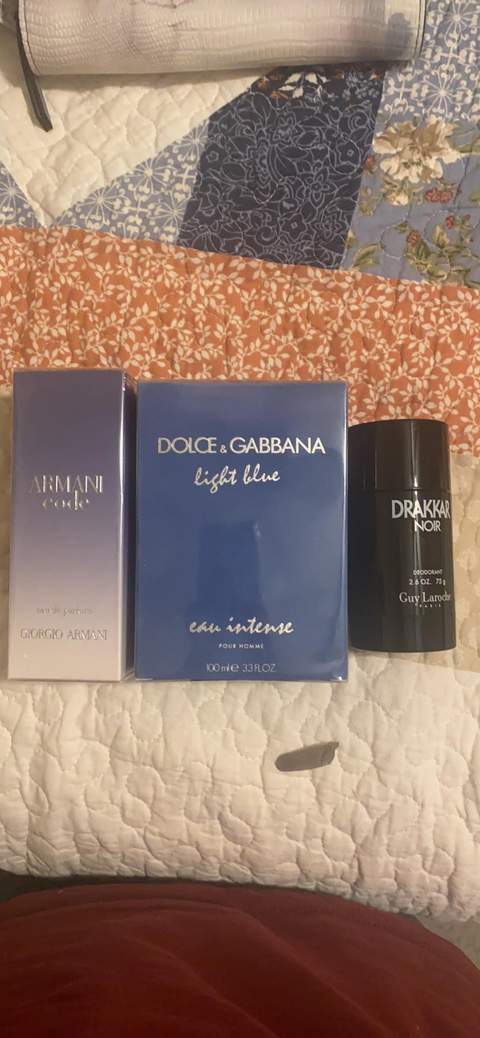 ARMANI
code
eau de parfum
GIORGIO ARMANI
DOLCE & GABBANA
light blue
eau intense
POUR HOMME
100 ml e 3.3 FL.OZ.
DRAKKAR
NOIR
DEODORANT
2.6 OZ. 75 g
Guy Laroche
PARIS